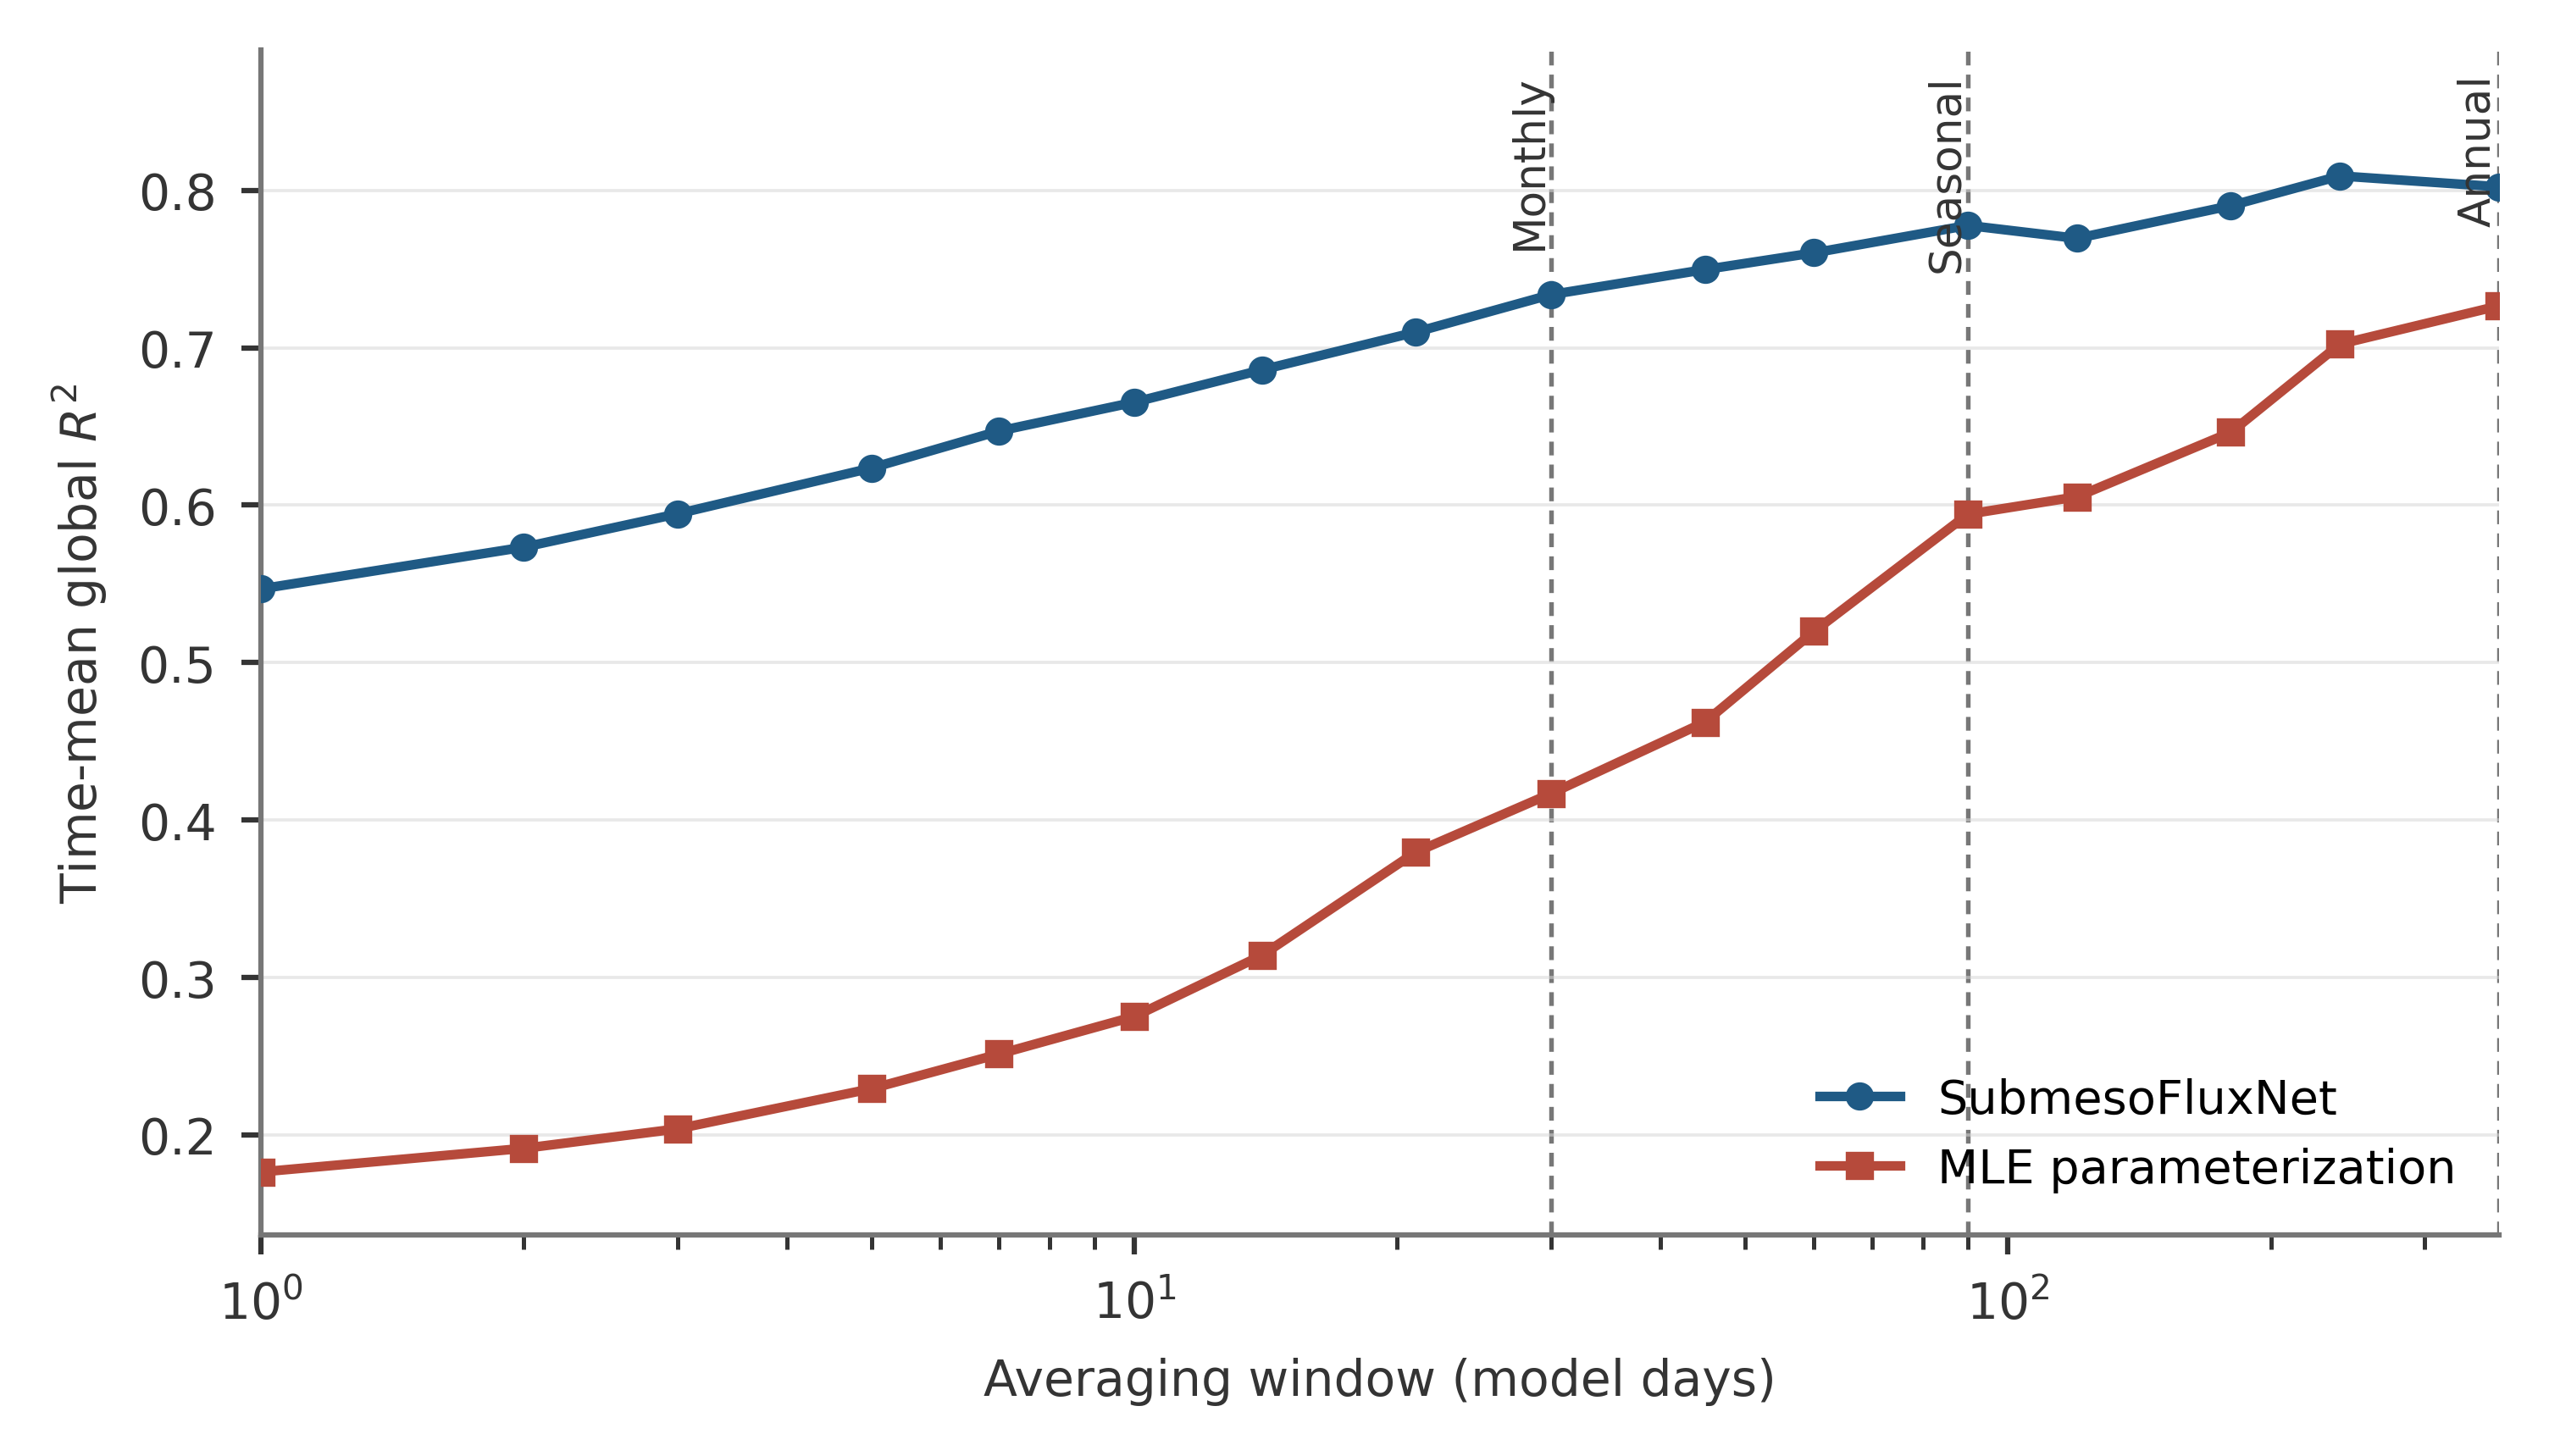 Monthly
Seasonal
Annual
0.8
0.7
0.6
0.5
0.4
0.3
0.2
Time-mean global R²
SubmesoFluxNet
MLE parameterization
10⁰
10¹
10²
Averaging window (model days)